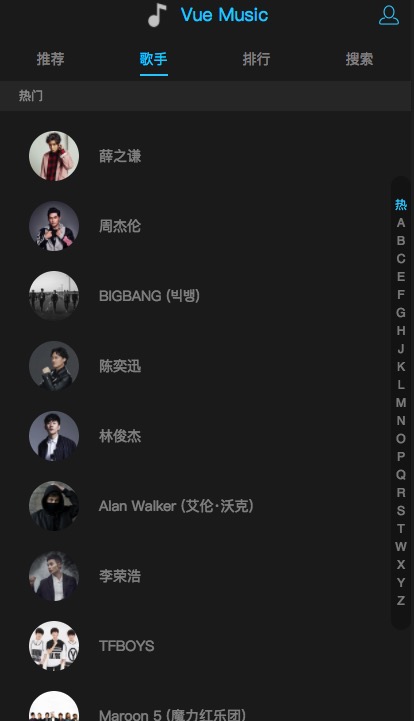 Vue Music
推荐 歌手 排行 搜索
热门
薛之谦
周杰伦
BIGBANG (빅뱅)
陈奕迅
林俊杰
Alan Walker (艾伦·沃克)
李荣浩
TFBOYS
Maroon 5 (魔力红乐团)
热
A
B
C
E
F
G
H
J
K
L
M
N
O
P
Q
R
S
T
W
X
Y
Z